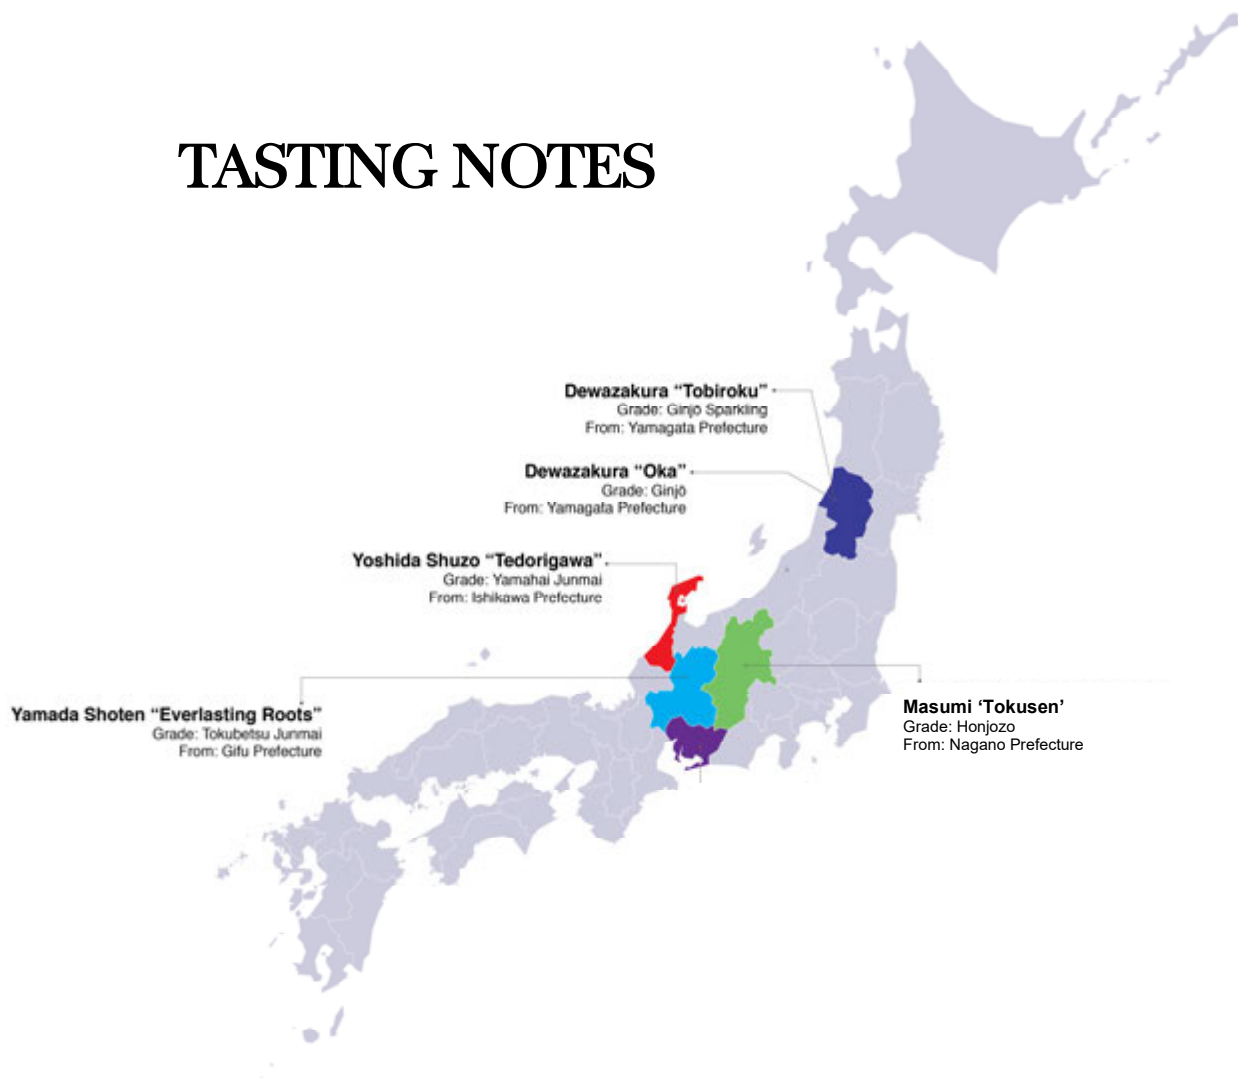 TASTING NOTES
Dewazakura “Tobiroku”
Grade: Ginjō Sparkling
From: Yamagata Prefecture
Dewazakura “Oka”
Grade: Ginjō
From: Yamagata Prefecture
Yoshida Shuzo “Tedorigawa”
Grade: Yamahai Junmai
From: Ishikawa Prefecture
Yamada Shoten “Everlasting Roots”
Grade: Tokubetsu Junmai
From: Gifu Prefecture
Masumi ‘Tokusen’
Grade: Honjozo
From: Nagano Prefecture